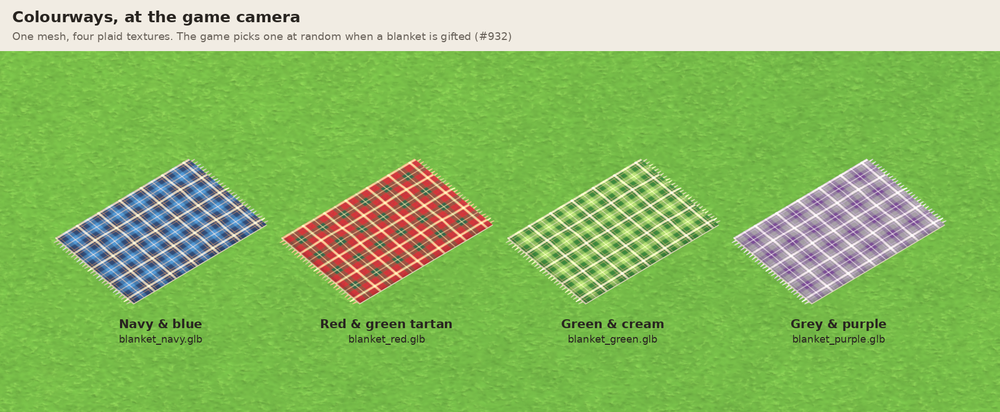 Colourways, at the game camera
One mesh, four plaid textures. The game picks one at random when a blanket is gifted (#932)
Navy & blue
blanket_navy.glb
Red & green tartan
blanket_red.glb
Green & cream
blanket_green.glb
Grey & purple
blanket_purple.glb